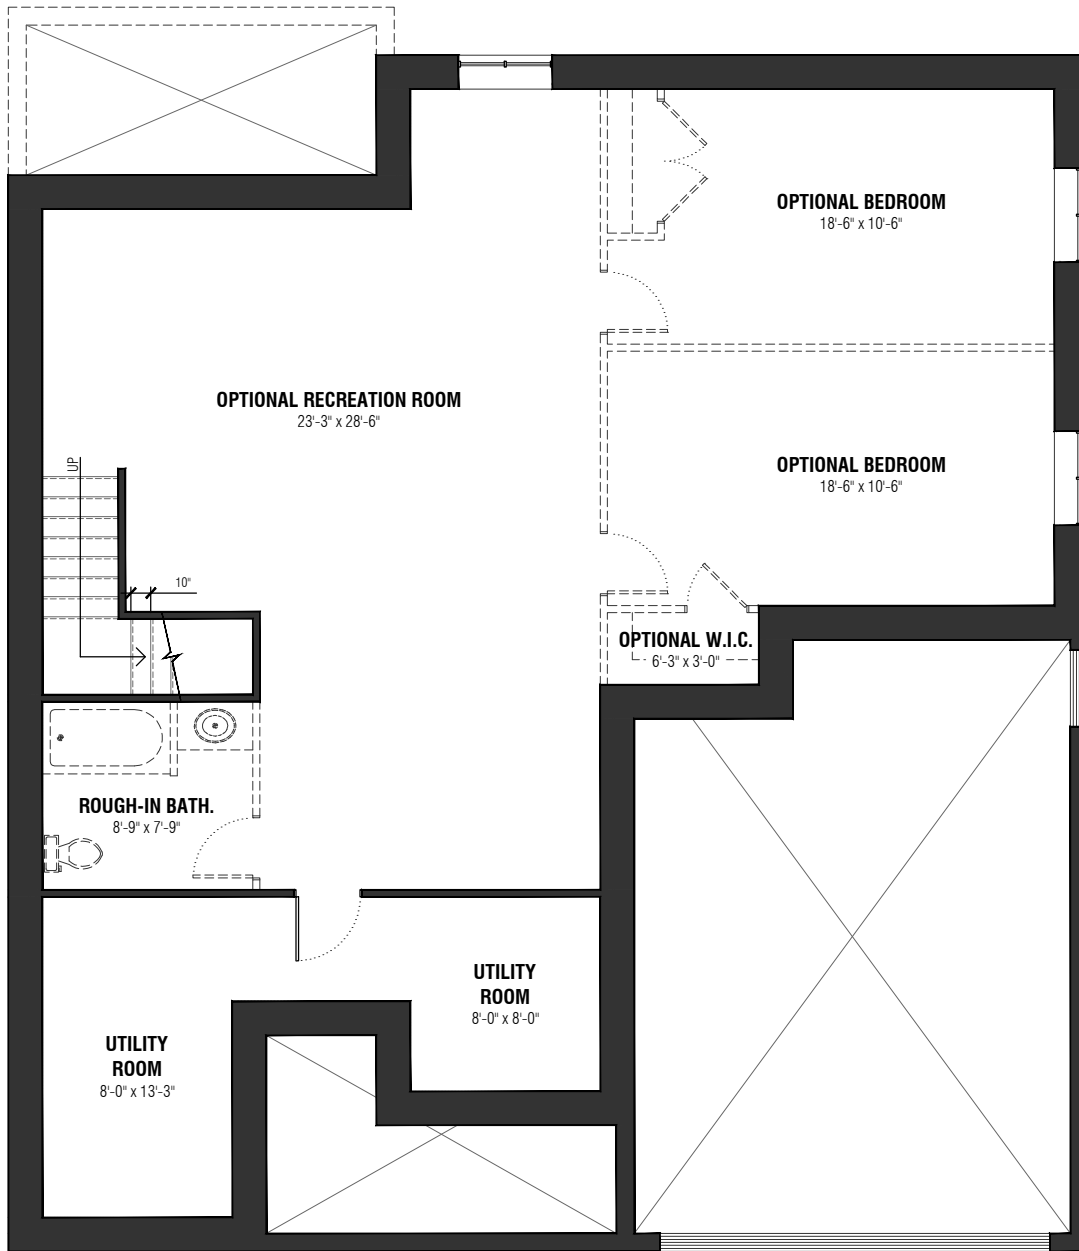 OPTIONAL BEDROOM
18'-6" x 10'-6"
OPTIONAL RECREATION ROOM
23'-3" x 28'-6"
UP
OPTIONAL BEDROOM
18'-6" x 10'-6"
10"
OPTIONAL W.I.C.
6'-3" x 3'-0"
ROUGH-IN BATH.
8'-9" x 7'-9"
UTILITY
ROOM
8'-0" x 8'-0"
UTILITY
ROOM
8'-0" x 13'-3"